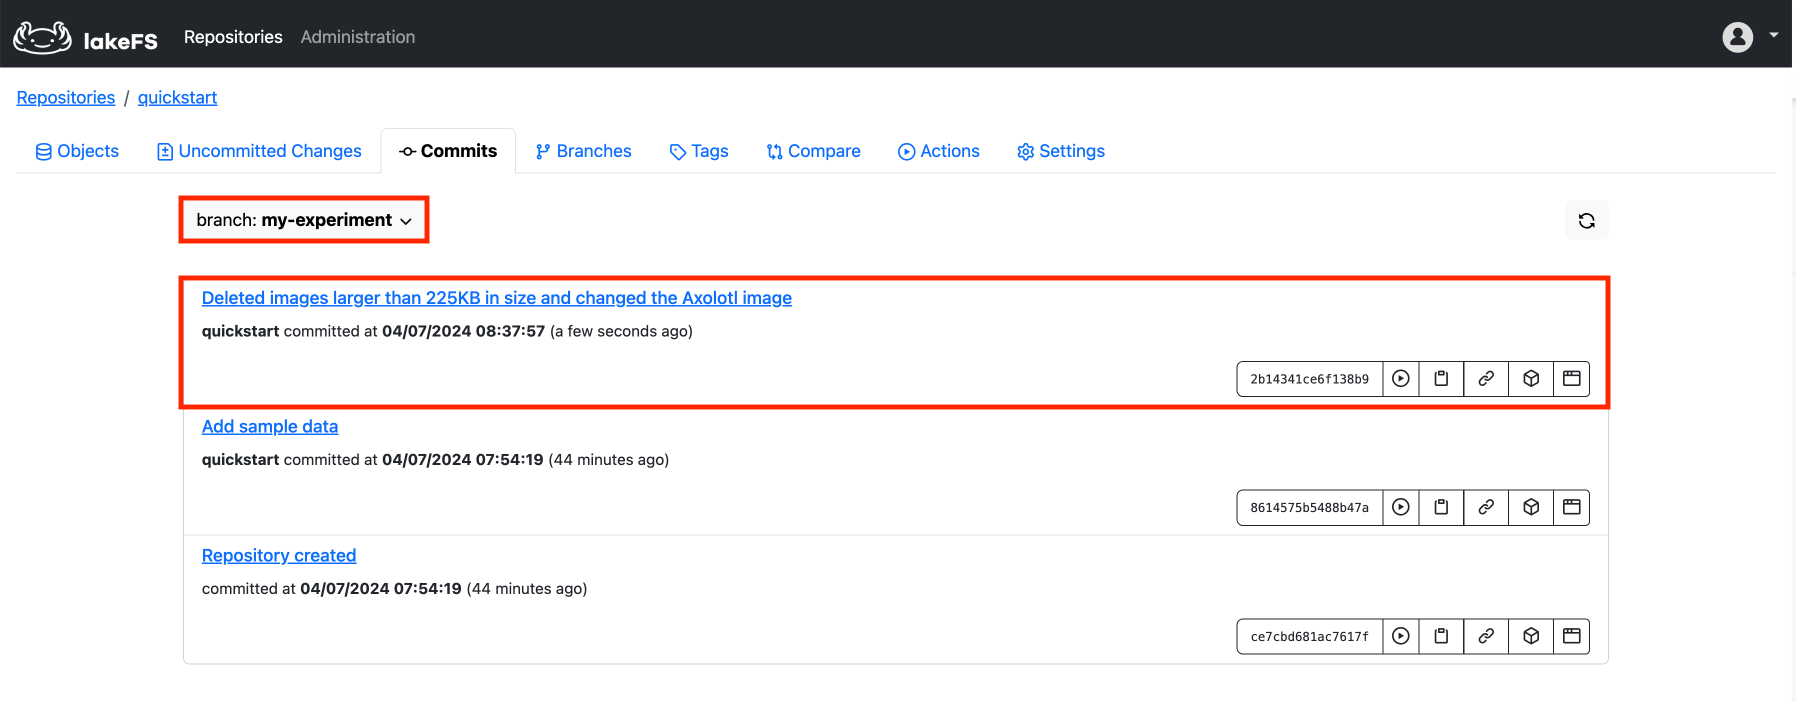 lakeFS Repositories Administration
Repositories / quickstart
Objects Uncommitted Changes Commits Branches Tags Compare Actions Settings
branch: my-experiment
Deleted images larger than 225KB in size and changed the Axolotl image
quickstart committed at 04/07/2024 08:37:57 (a few seconds ago)
2b14341ce6f138b9
Add sample data
quickstart committed at 04/07/2024 07:54:19 (44 minutes ago)
8614575b5488b47a
Repository created
committed at 04/07/2024 07:54:19 (44 minutes ago)
ce7cbd681ac7617f